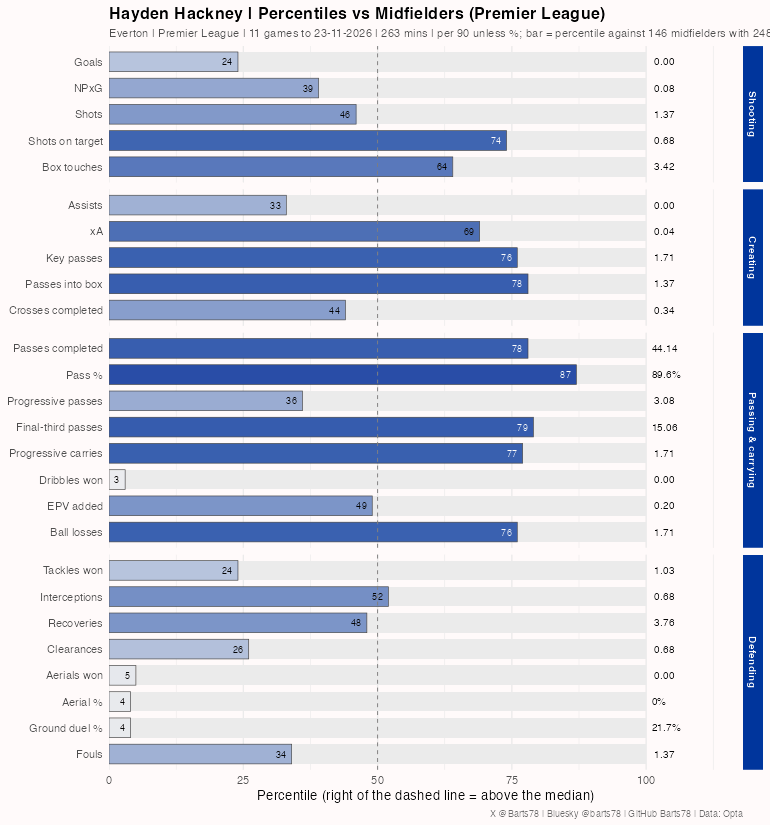 Hayden Hackney | Percentiles vs Midfielders (Premier League)
Everton | Premier League | 11 games to 23-11-2026 | 263 mins | per 90 unless %; bar = percentile against 146 midfielders with 248
Goals 24 0.00
NPxG 39 0.08
Shots 46 1.37
Shots on target 74 0.68
Box touches 64 3.42
Shooting
Assists 33 0.00
xA 69 0.04
Key passes 76 1.71
Passes into box 78 1.37
Crosses completed 44 0.34
Creating
Passes completed 78 44.14
Pass % 87 89.6%
Progressive passes 36 3.08
Final-third passes 79 15.06
Progressive carries 77 1.71
Dribbles won 3 0.00
EPV added 49 0.20
Ball losses 76 1.71
Passing & carrying
Tackles won 24 1.03
Interceptions 52 0.68
Recoveries 48 3.76
Clearances 26 0.68
Aerials won 5 0.00
Aerial % 4 0%
Ground duel % 4 21.7%
Fouls 34 1.37
Defending
0 25 50 75 100
Percentile (right of the dashed line = above the median)
X @Barts78 | Bluesky @barts78 | GitHub Barts78 | Data: Opta